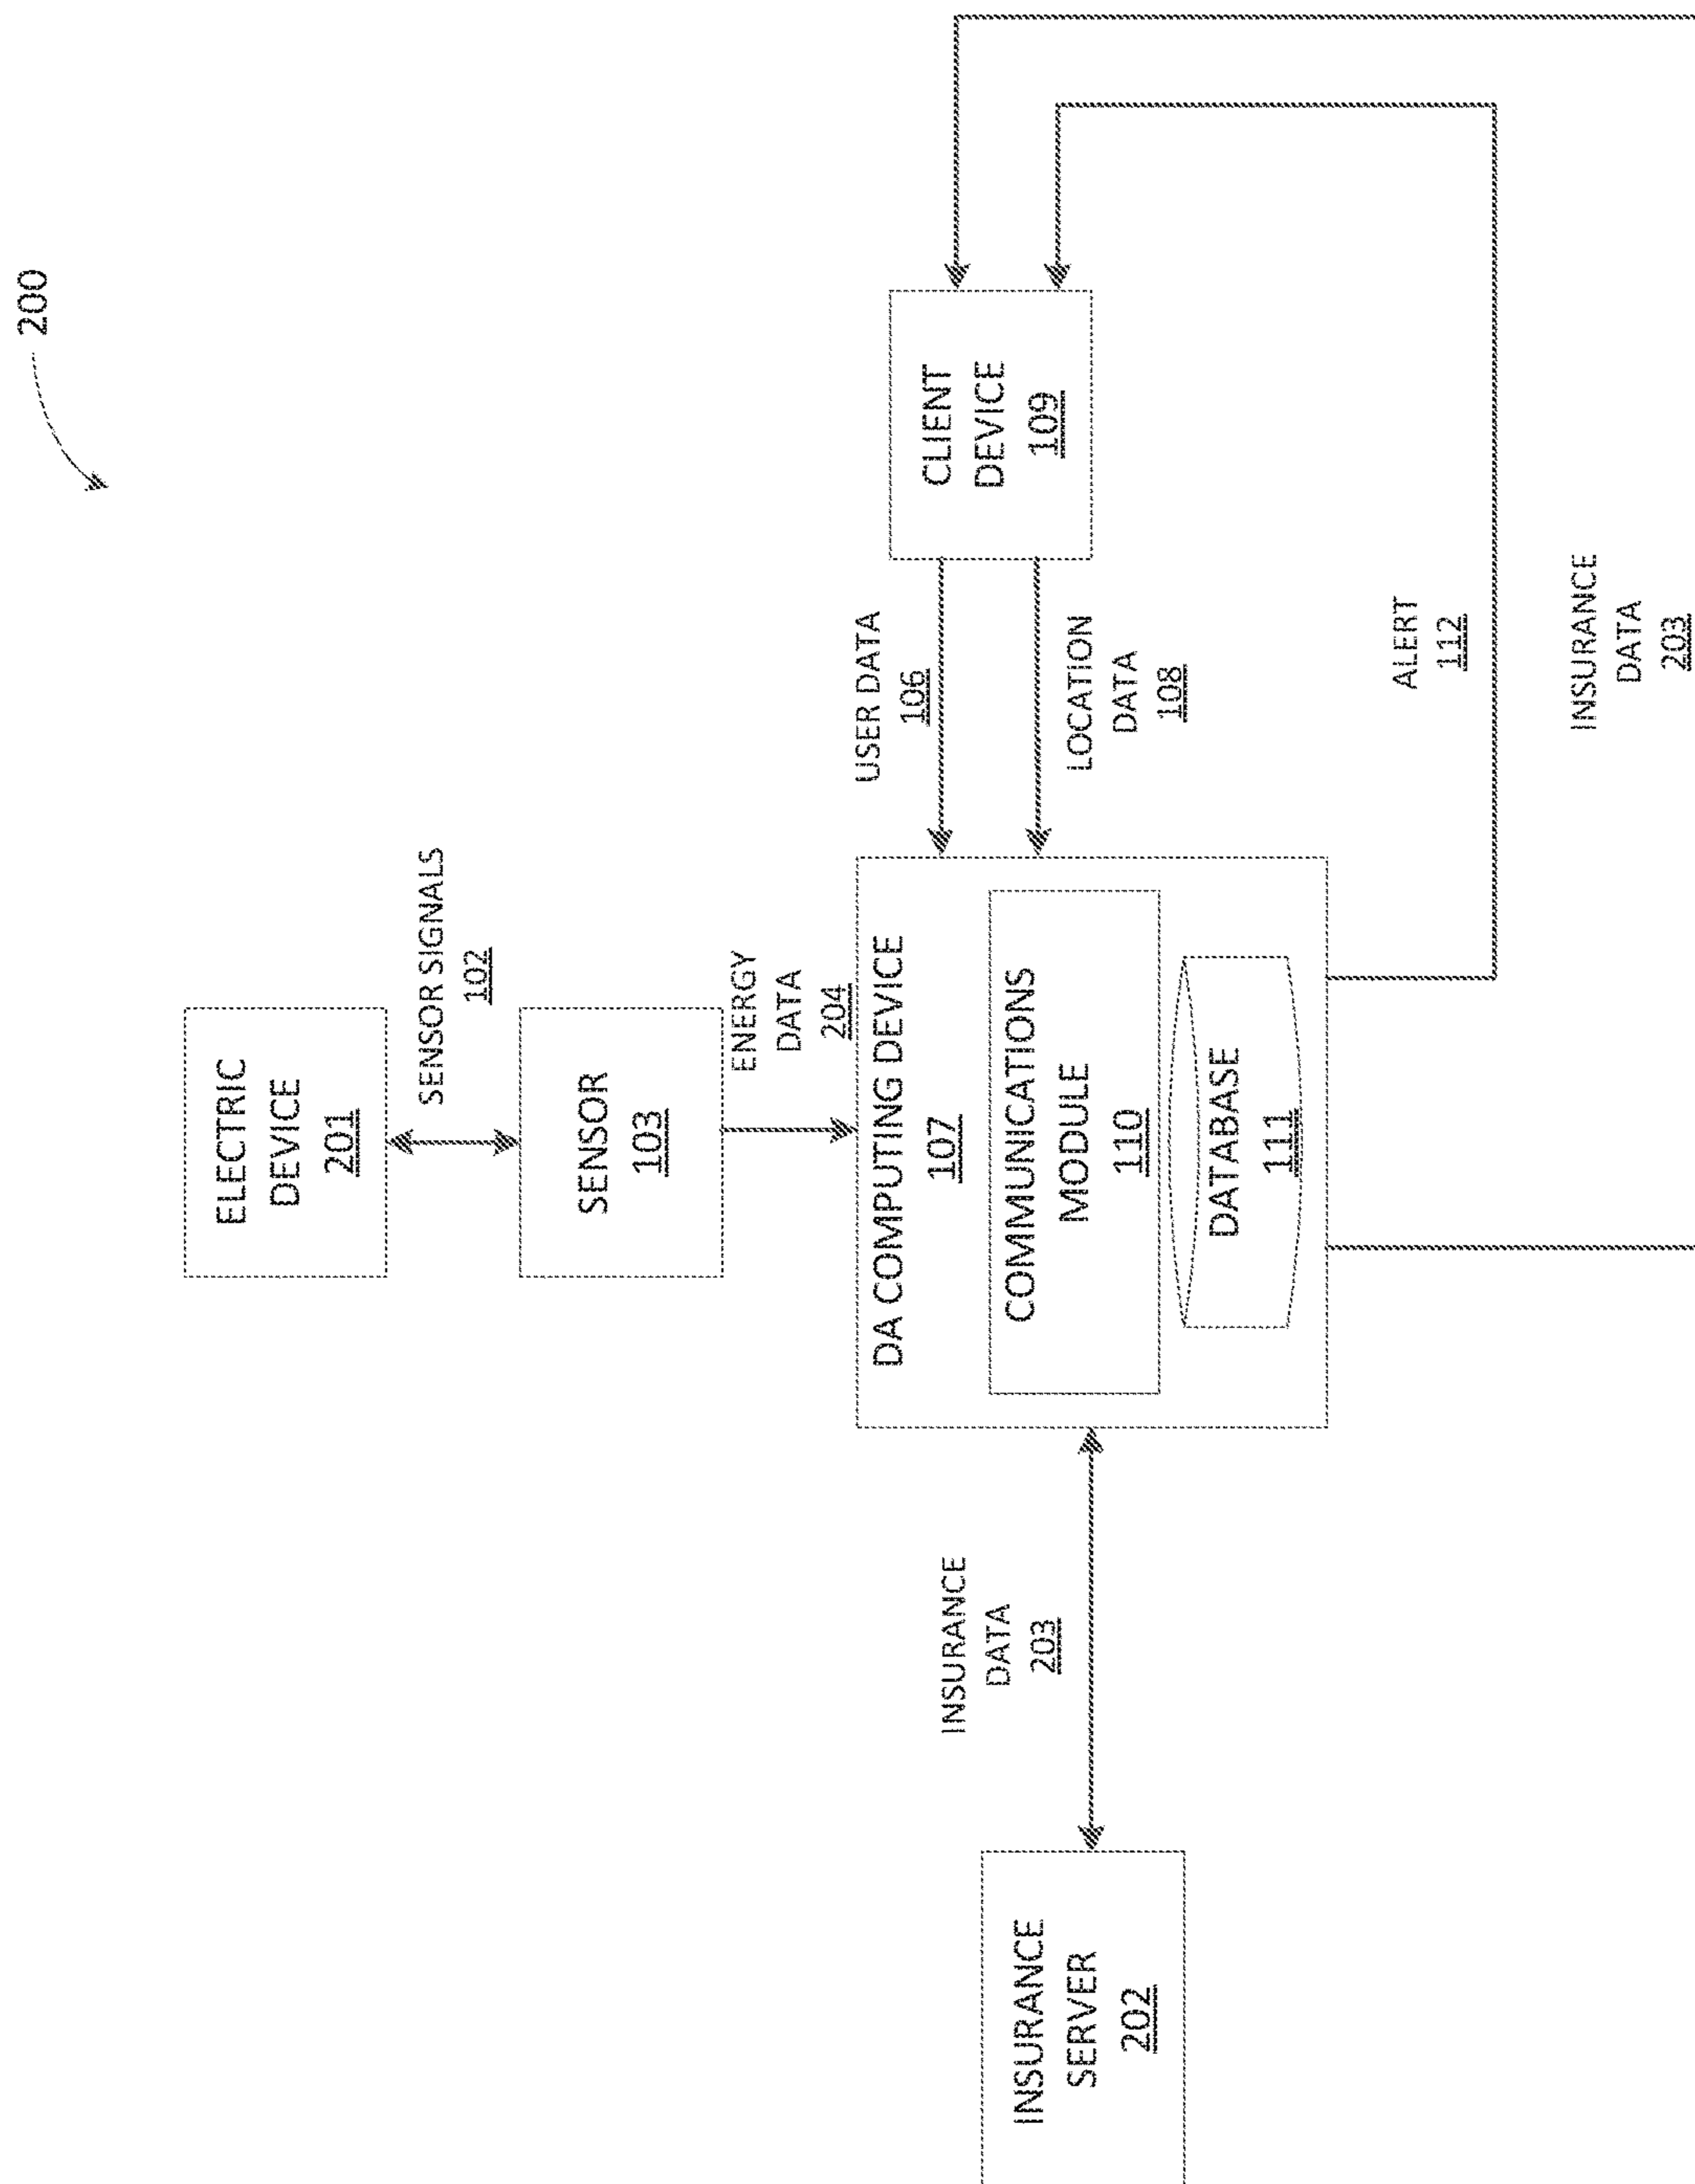 200
ELECTRIC
DEVICE
201
SENSOR SIGNALS
102
SENSOR
103
ENERGY
DATA
204
INSURANCE
SERVER
202
INSURANCE
DATA
203
DA COMPUTING DEVICE
107
COMMUNICATIONS
MODULE
110
DATABASE
111
USER DATA
106
LOCATION
DATA
108
CLIENT
DEVICE
109
ALERT
112
INSURANCE
DATA
203